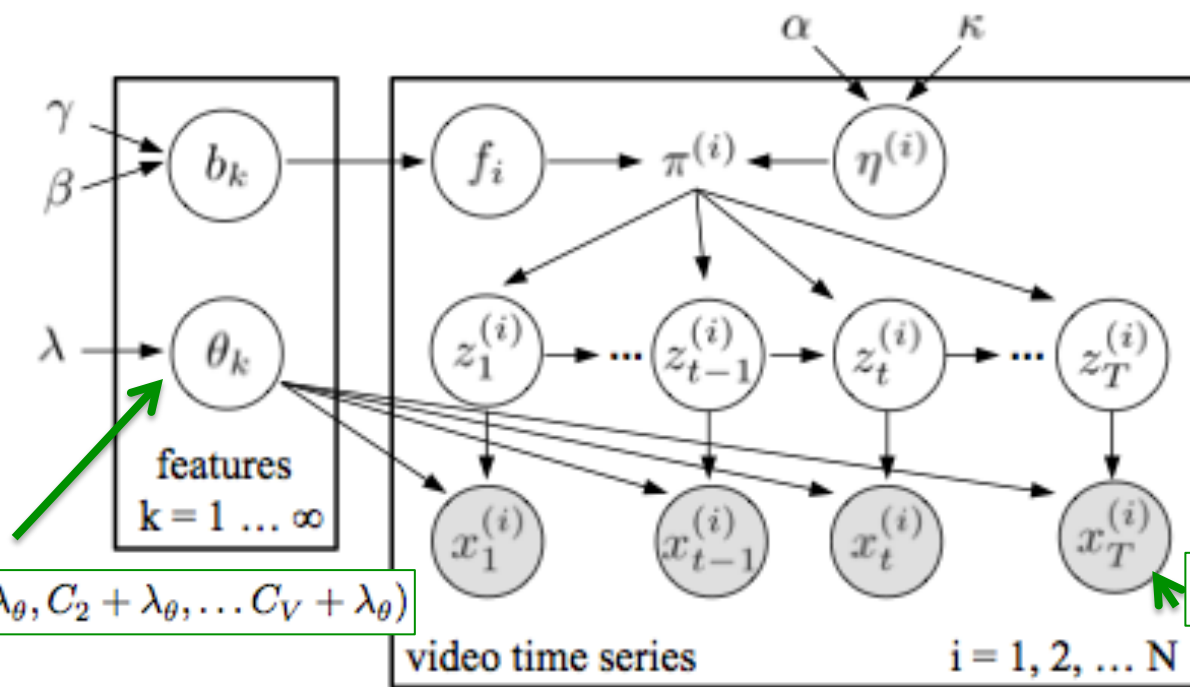 α κ
γ
β
b_k
f_i
π^{(i)}
η^{(i)}
λ
θ_k
z_1^{(i)}
...
z_{t-1}^{(i)}
z_t^{(i)}
...
z_T^{(i)}
features
k = 1 ... ∞
x_1^{(i)}
x_{t-1}^{(i)}
x_t^{(i)}
x_T^{(i)}
λ_θ, C_2 + λ_θ, ... C_V + λ_θ)
video time series
i = 1, 2, ... N